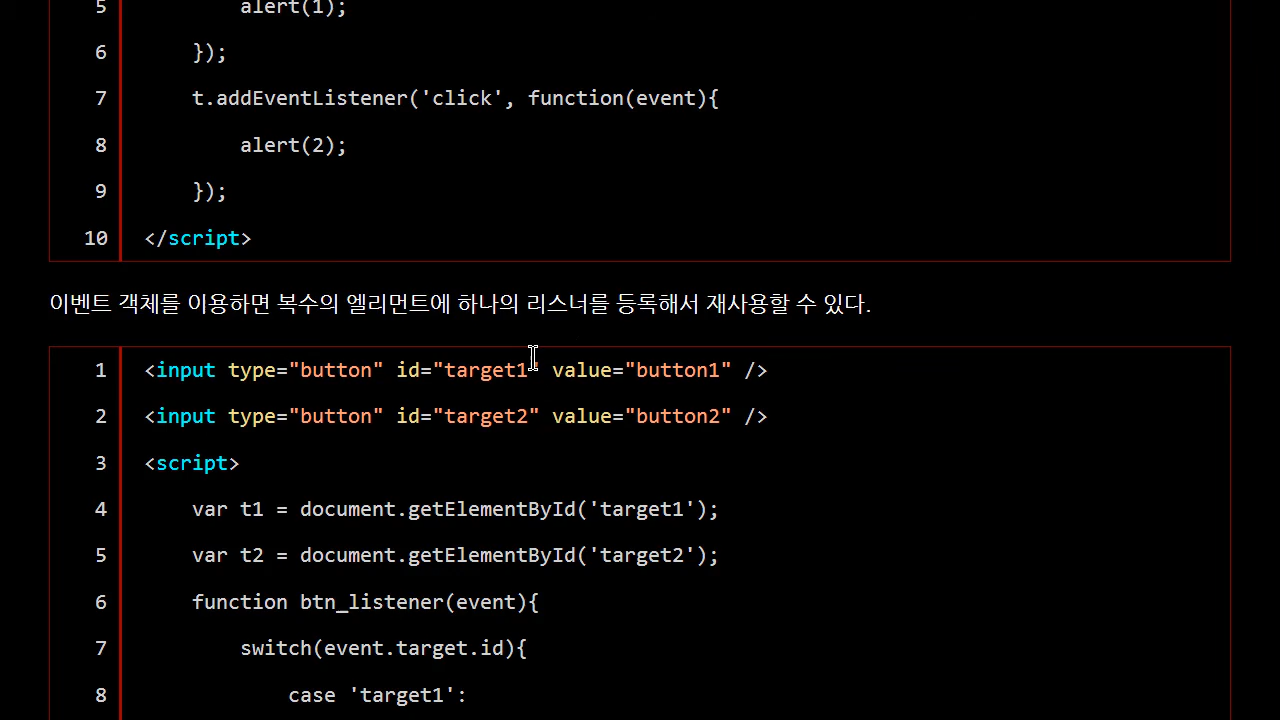 5 alert(1);
6 });
7 t.addEventListener('click', function(event){
8 alert(2);
9 });
10 </script>
이벤트 객체를 이용하면 복수의 엘리먼트에 하나의 리스너를 등록해서 재사용할 수 있다.
1 <input type="button" id="target1" value="button1" />
2 <input type="button" id="target2" value="button2" />
3 <script>
4 var t1 = document.getElementById('target1');
5 var t2 = document.getElementById('target2');
6 function btn_listener(event){
7 switch(event.target.id){
8 case 'target1':